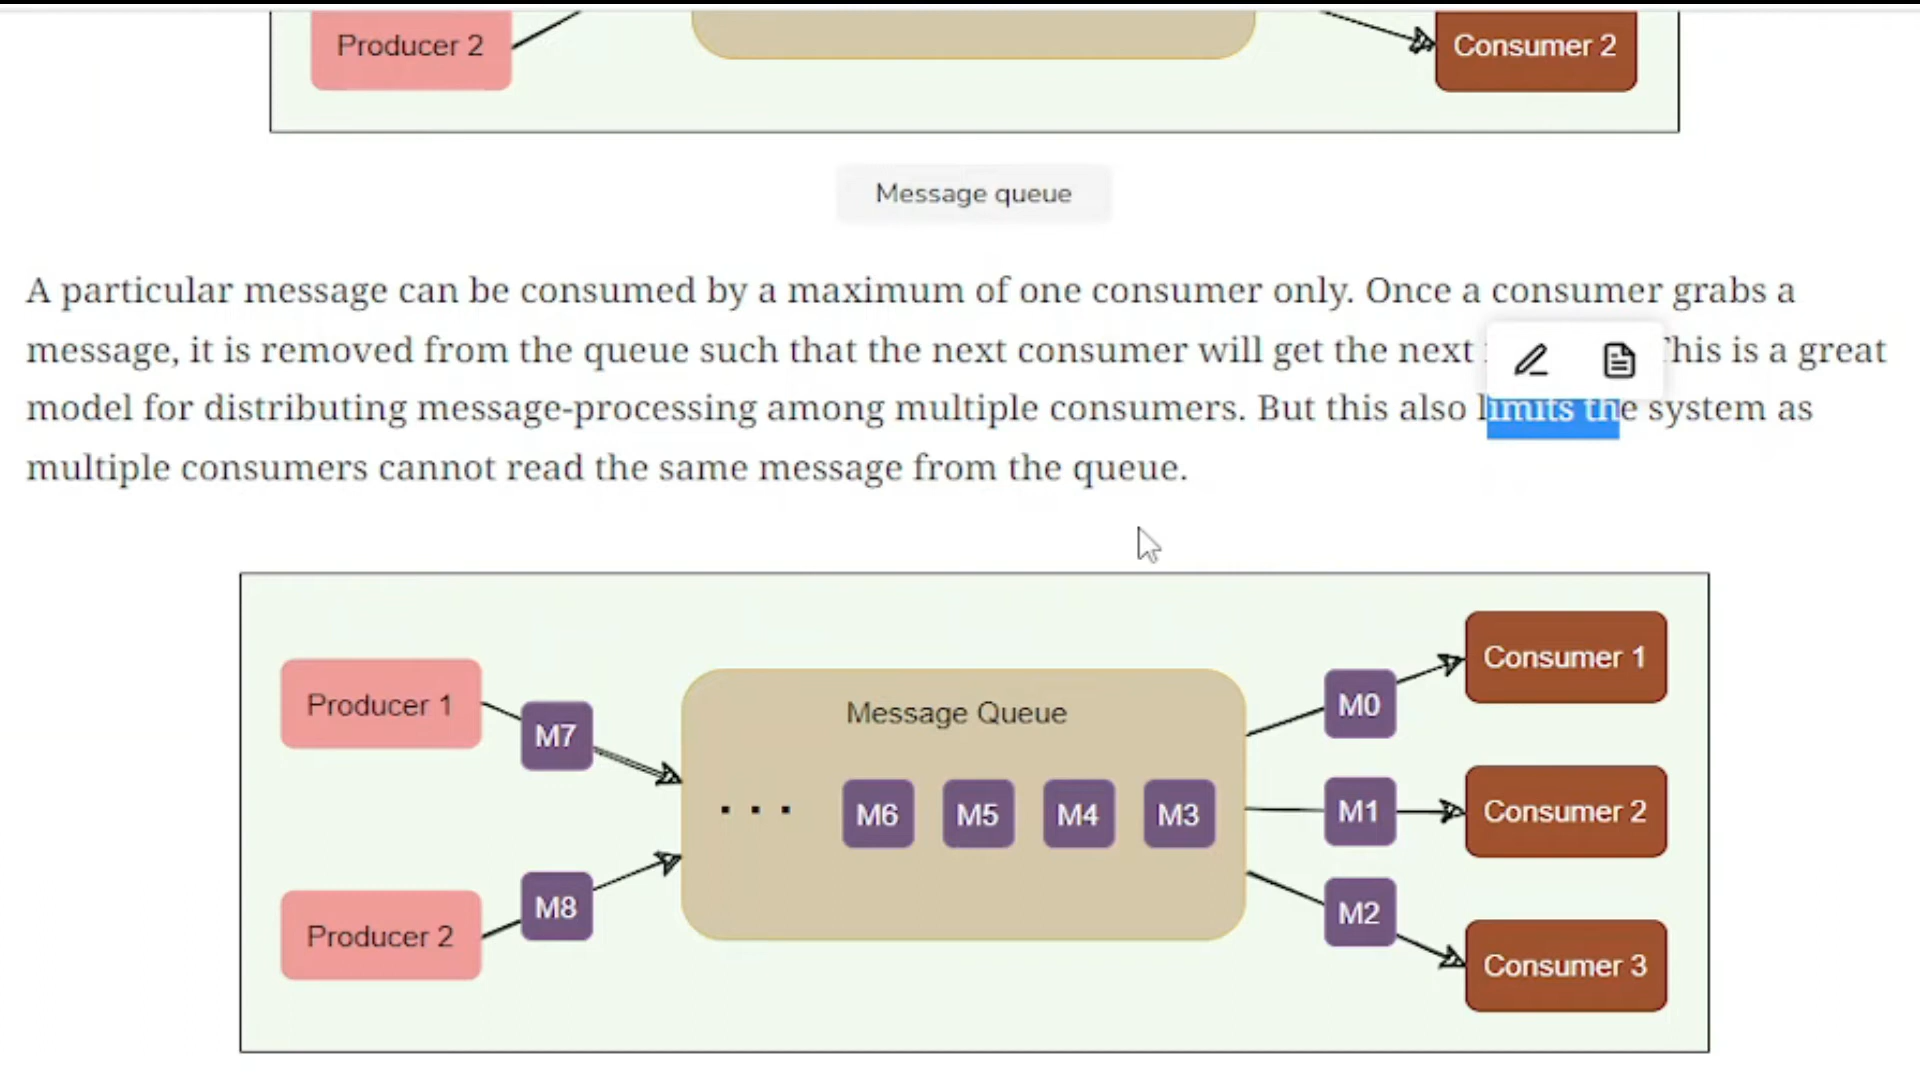 Producer 2
Consumer 2
Message queue
A particular message can be consumed by a maximum of one consumer only. Once a consumer grabs a
message, it is removed from the queue such that the next consumer will get the next This is a great
model for distributing message-processing among multiple consumers. But this also limits the system as
multiple consumers cannot read the same message from the queue.
Producer 1
M7
Message Queue
...
M6 M5 M4 M3
M0
Consumer 1
M1
Consumer 2
Producer 2
M8
M2
Consumer 3